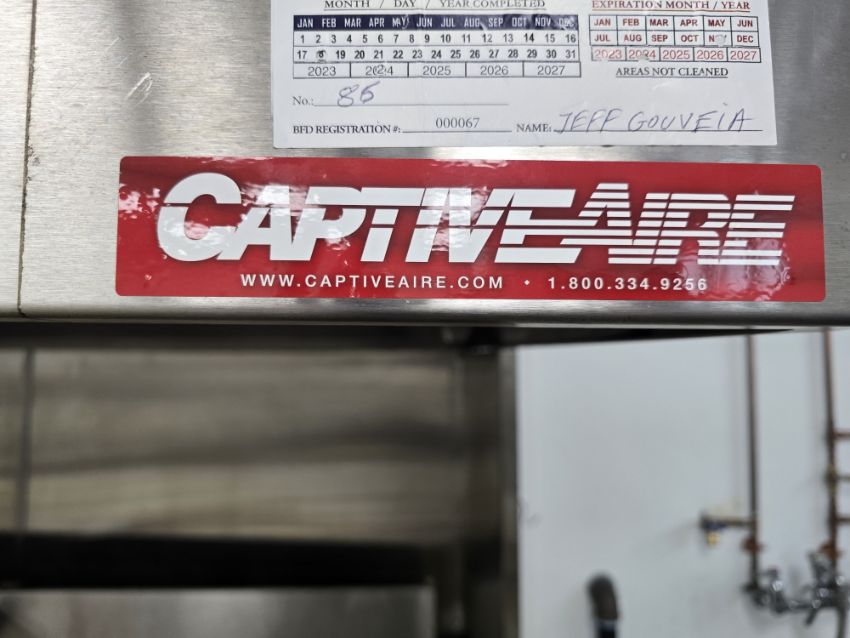 MONTH / DAY / YEAR COMPLETED
JAN FEB MAR APR MAY JUN JUL AUG SEP OCT NOV DEC
1 2 3 4 5 6 7 8 9 10 11 12 13 14 15 16
17 18 19 20 21 22 23 24 25 26 27 28 29 30 31
2023 2024 2025 2026 2027
No.: 86
BFD REGISTRATION #: 000067 NAME: JEFF GOUVEIA
EXPIRATION MONTH / YEAR
JAN FEB MAR APR MAY JUN
JUL AUG SEP OCT NOV DEC
2023 2024 2025 2026 2027
AREAS NOT CLEANED
CAPTIVEAIRE
WWW.CAPTIVEAIRE.COM • 1.800.334.9256